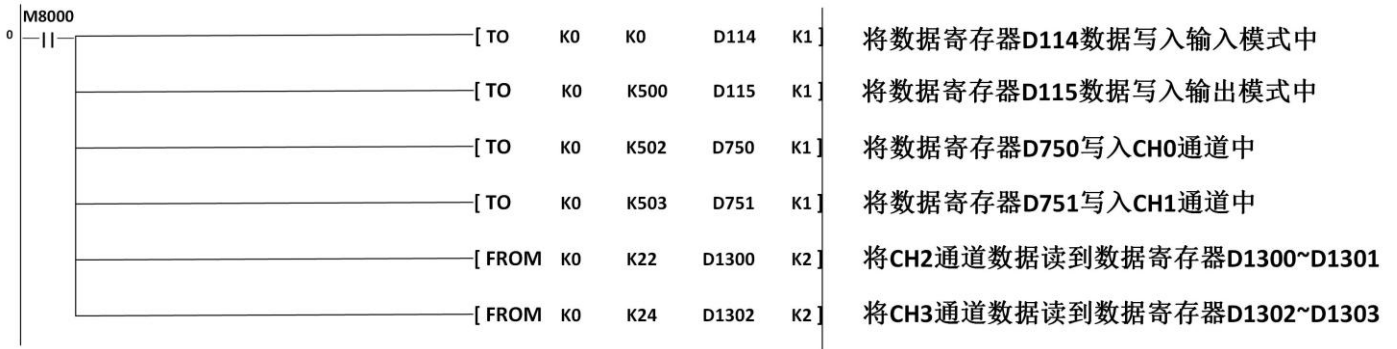 M8000
0 [ TO K0 K0 D114 K1 ] 将数据寄存器D114数据写入输入模式中
[ TO K0 K500 D115 K1 ] 将数据寄存器D115数据写入输出模式中
[ TO K0 K502 D750 K1 ] 将数据寄存器D750写入CH0通道中
[ TO K0 K503 D751 K1 ] 将数据寄存器D751写入CH1通道中
[ FROM K0 K22 D1300 K2 ] 将CH2通道数据读到数据寄存器D1300~D1301
[ FROM K0 K24 D1302 K2 ] 将CH3通道数据读到数据寄存器D1302~D1303